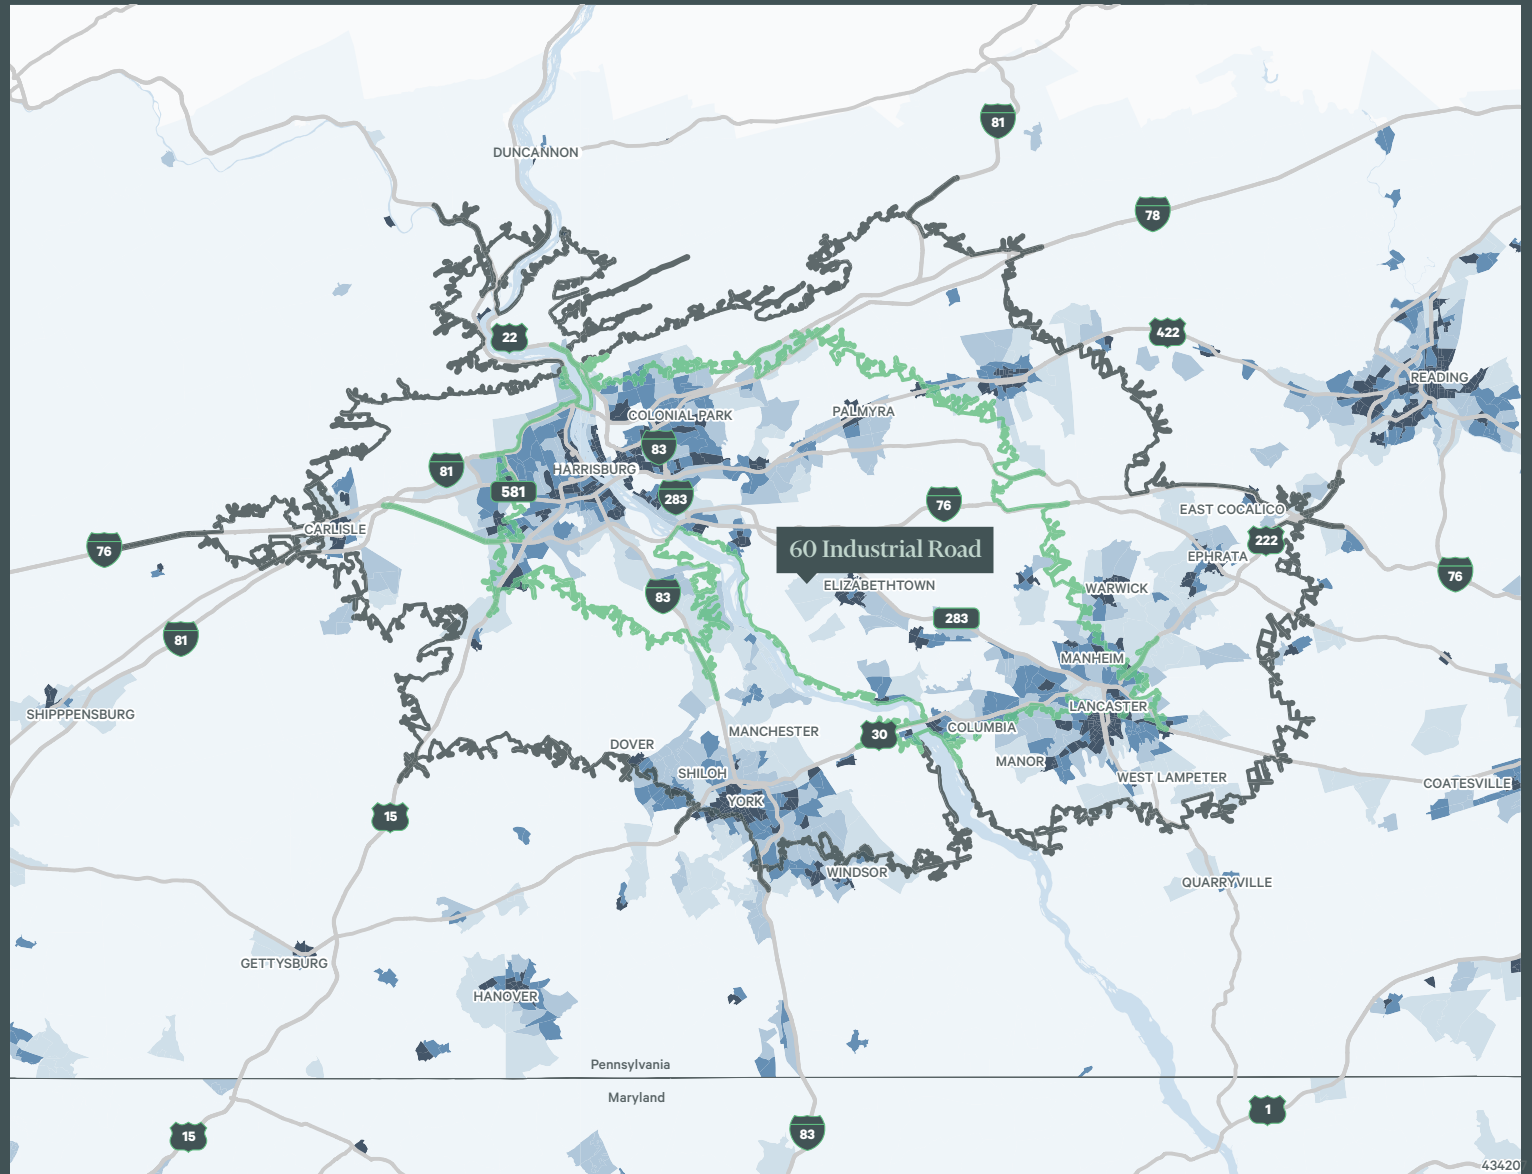 81
DUNCANNON
78
22
422
READING
COLONIAL PARK
PALMYRA
83
81
HARRISBURG
581
283
76
CARLISLE
EAST COCALICO
222
76
60 Industrial Road
EPHRATA
76
ELIZABETHTOWN
WARWICK
83
283
81
MANHEIM
SHIPPPENSBURG
LANCASTER
COLUMBIA
MANCHESTER
30
DOVER
MANOR
SHILOH
WEST LAMPETER
COATESVILLE
YORK
15
WINDSOR
QUARRYVILLE
GETTYSBURG
HANOVER
Pennsylvania
Maryland
1
15
83
43420